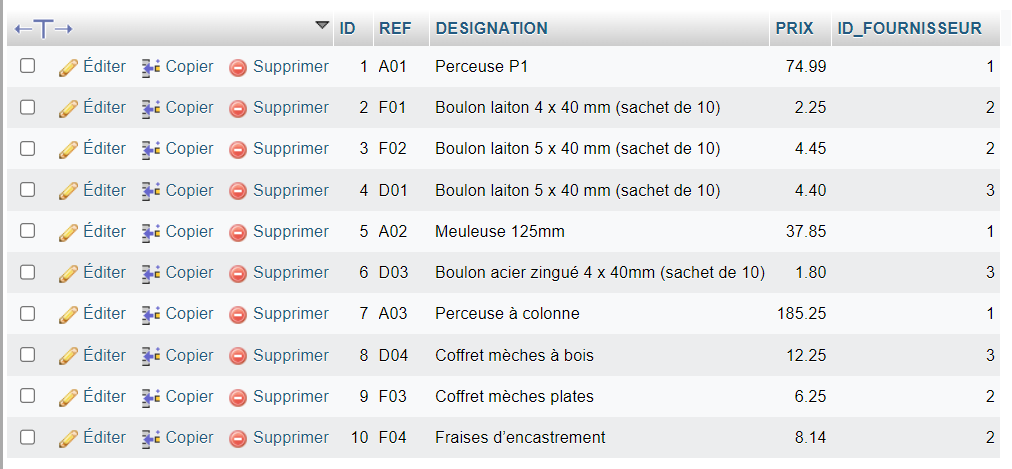 ID REF DESIGNATION PRIX ID_FOURNISSEUR
Éditer Copier Supprimer 1 A01 Perceuse P1 74.99 1
Éditer Copier Supprimer 2 F01 Boulon laiton 4 x 40 mm (sachet de 10) 2.25 2
Éditer Copier Supprimer 3 F02 Boulon laiton 5 x 40 mm (sachet de 10) 4.45 2
Éditer Copier Supprimer 4 D01 Boulon laiton 5 x 40 mm (sachet de 10) 4.40 3
Éditer Copier Supprimer 5 A02 Meuleuse 125mm 37.85 1
Éditer Copier Supprimer 6 D03 Boulon acier zingué 4 x 40mm (sachet de 10) 1.80 3
Éditer Copier Supprimer 7 A03 Perceuse à colonne 185.25 1
Éditer Copier Supprimer 8 D04 Coffret mèches à bois 12.25 3
Éditer Copier Supprimer 9 F03 Coffret mèches plates 6.25 2
Éditer Copier Supprimer 10 F04 Fraises d’encastrement 8.14 2